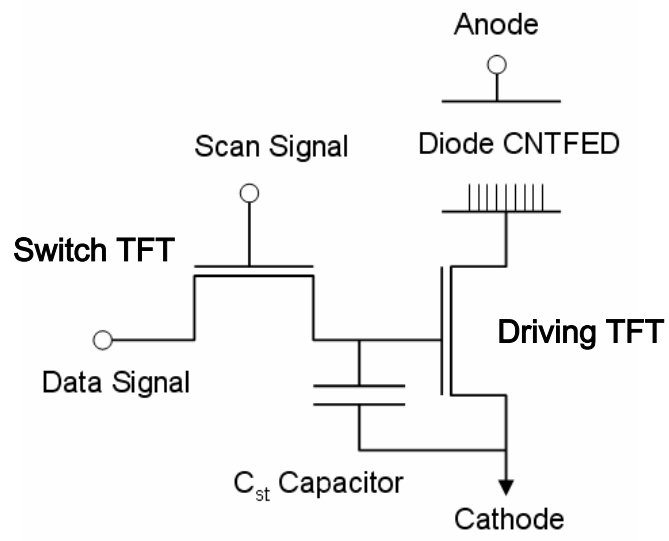 Anode
Diode CNTFED
Scan Signal
Switch TFT
Driving TFT
Data Signal
Cst Capacitor
Cathode